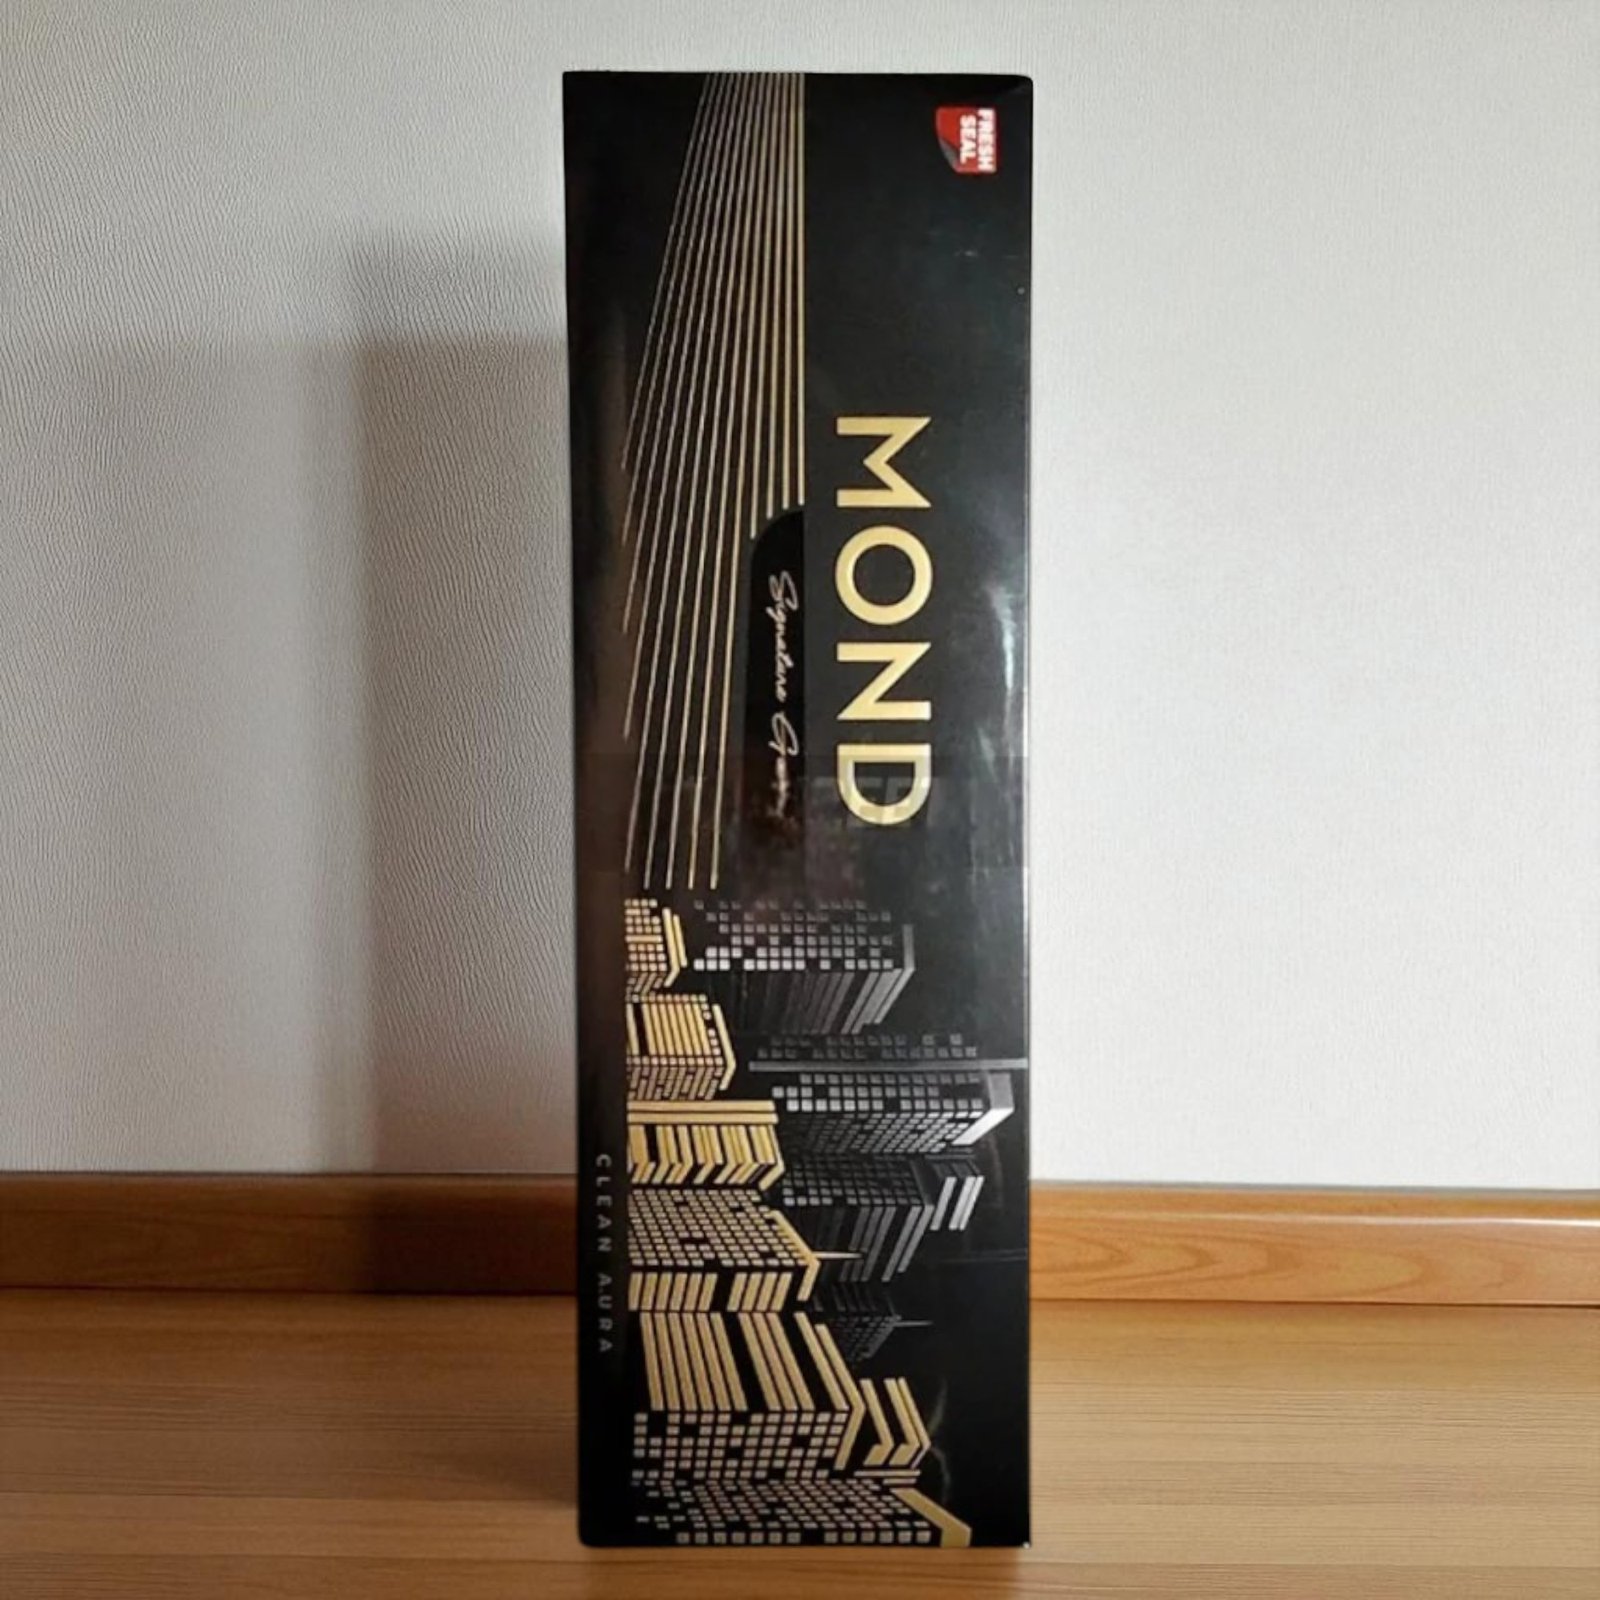 FRESH
SEAL
MOND
Signature
CLEAN AURA